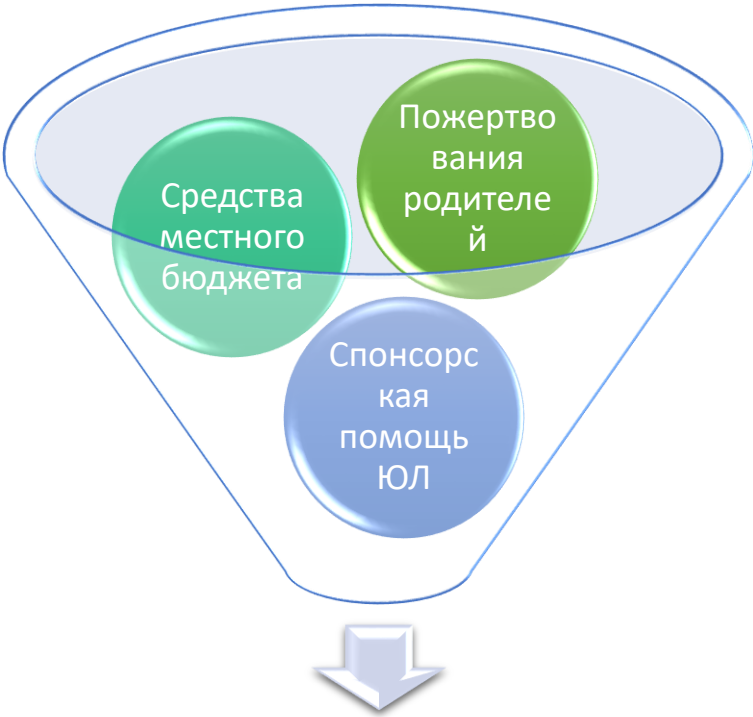 Пожертво
вания
родителе
й
Средства
местного
бюджета
Спонсорс
кая
помощь
ЮЛ